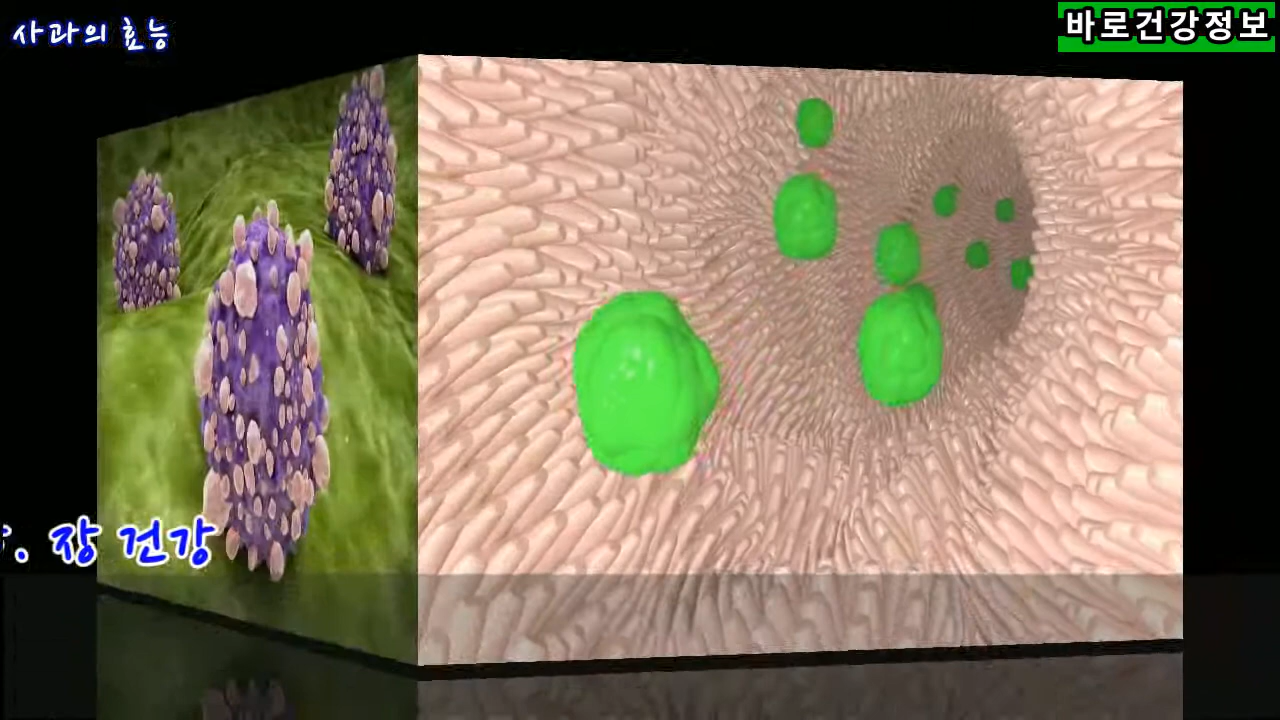 사과의 효능
바로건강정보
. 장 건강